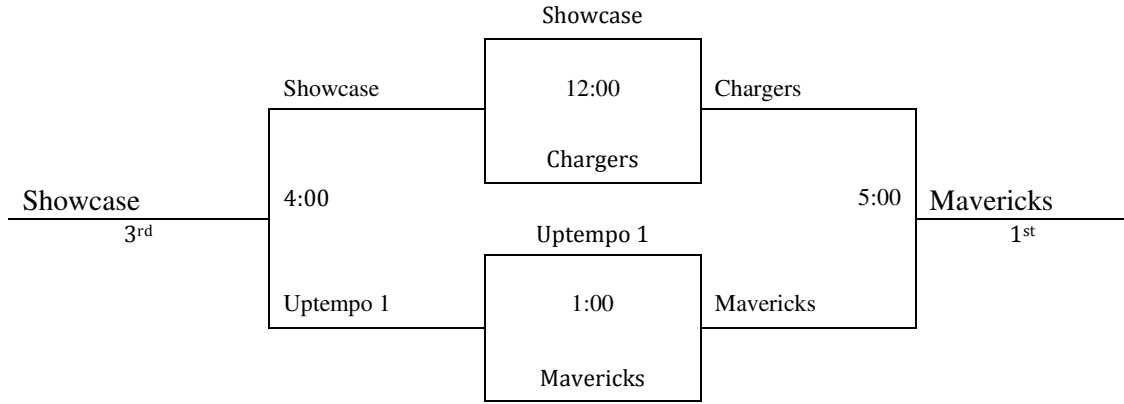 Showcase
Showcase 12:00 Chargers
Chargers
Showcase 4:00 5:00 Mavericks
3rd 1st
Uptempo 1
Uptempo 1 1:00 Mavericks
Mavericks